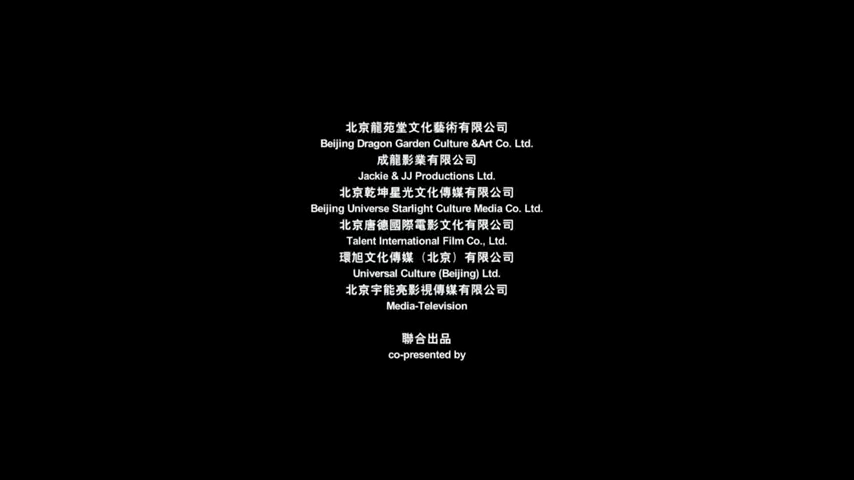 北京龍苑堂文化藝術有限公司
Beijing Dragon Garden Culture &Art Co. Ltd.
成龍影業有限公司
Jackie & JJ Productions Ltd.
北京乾坤星光文化傳媒有限公司
Beijing Universe Starlight Culture Media Co. Ltd.
北京唐德國際電影文化有限公司
Talent International Film Co., Ltd.
環旭文化傳媒（北京）有限公司
Universal Culture (Beijing) Ltd.
北京宇能亮影視傳媒有限公司
Media-Television
聯合出品
co-presented by